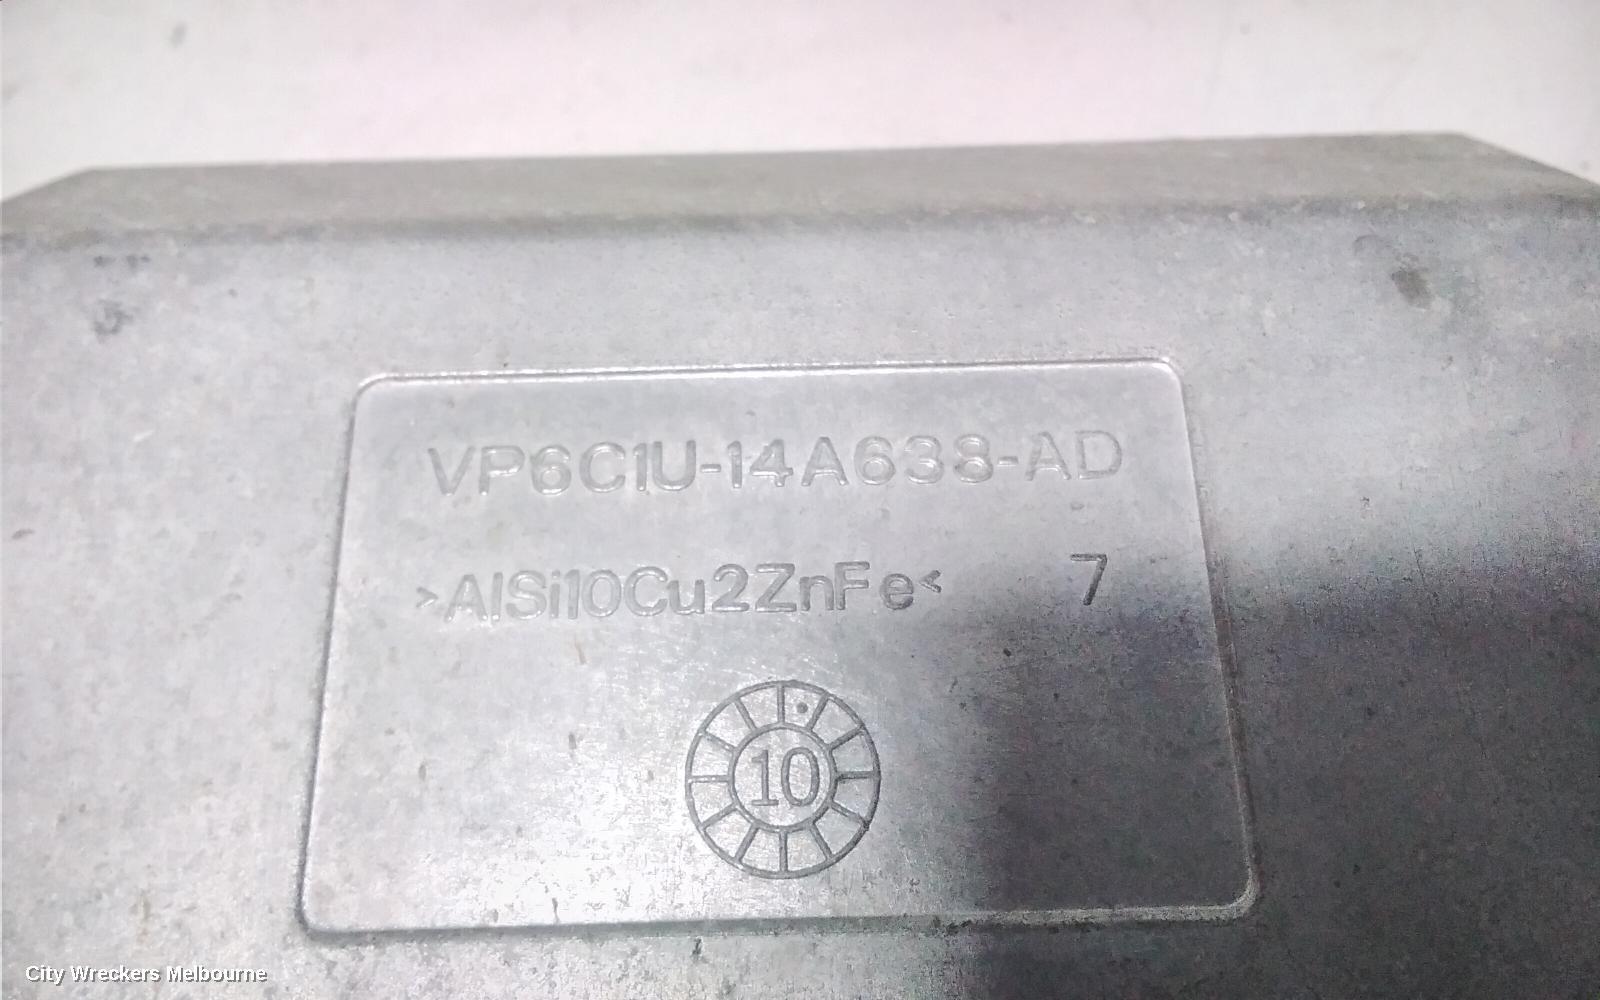 VP6C1U-14A638-AD
>AlSi10Cu2ZnFe< 7
10
City Wreckers Melbourne